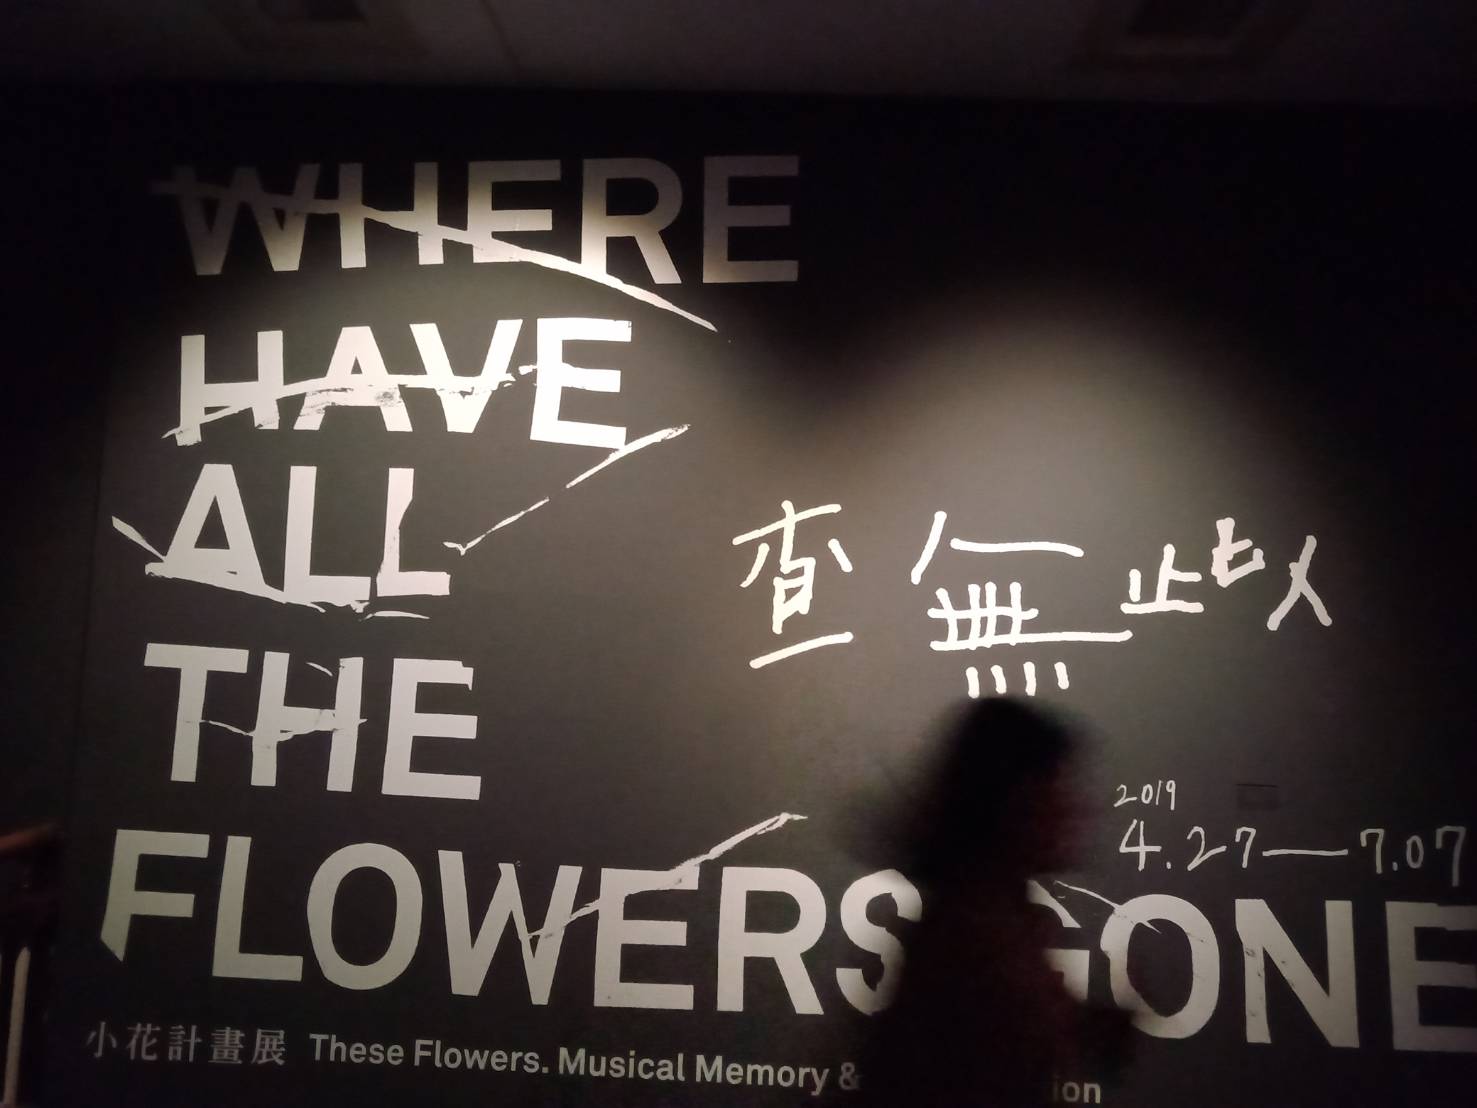 WHERE
HAVE
ALL
THE
FLOWERS GONE
查無此人
2019
4.27—7.07
小花計畫展 These Flowers. Musical Memory &